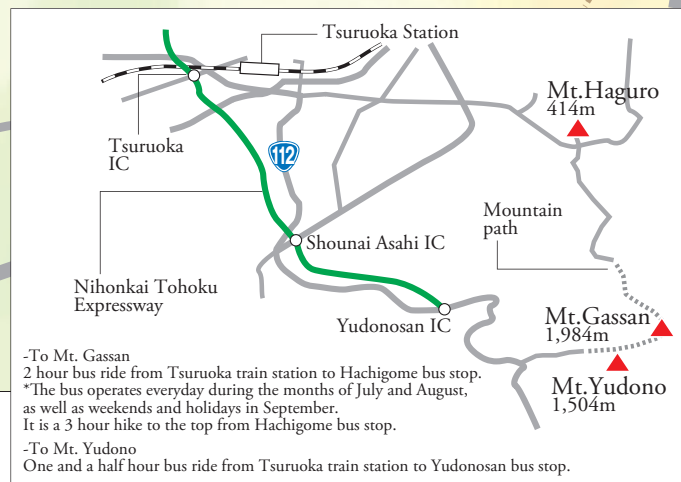 Tsuruoka Station
Mt.Haguro
414m
Tsuruoka
IC
112
Mountain
path
Shounai Asahi IC
Nihonkai Tohoku
Expressway
Yudonosan IC
Mt.Gassan
1,984m
Mt.Yudono
1,504m
-To Mt. Gassan
2 hour bus ride from Tsuruoka train station to Hachigome bus stop.
*The bus operates everyday during the months of July and August,
as well as weekends and holidays in September.
It is a 3 hour hike to the top from Hachigome bus stop.
-To Mt. Yudono
One and a half hour bus ride from Tsuruoka train station to Yudonosan bus stop.